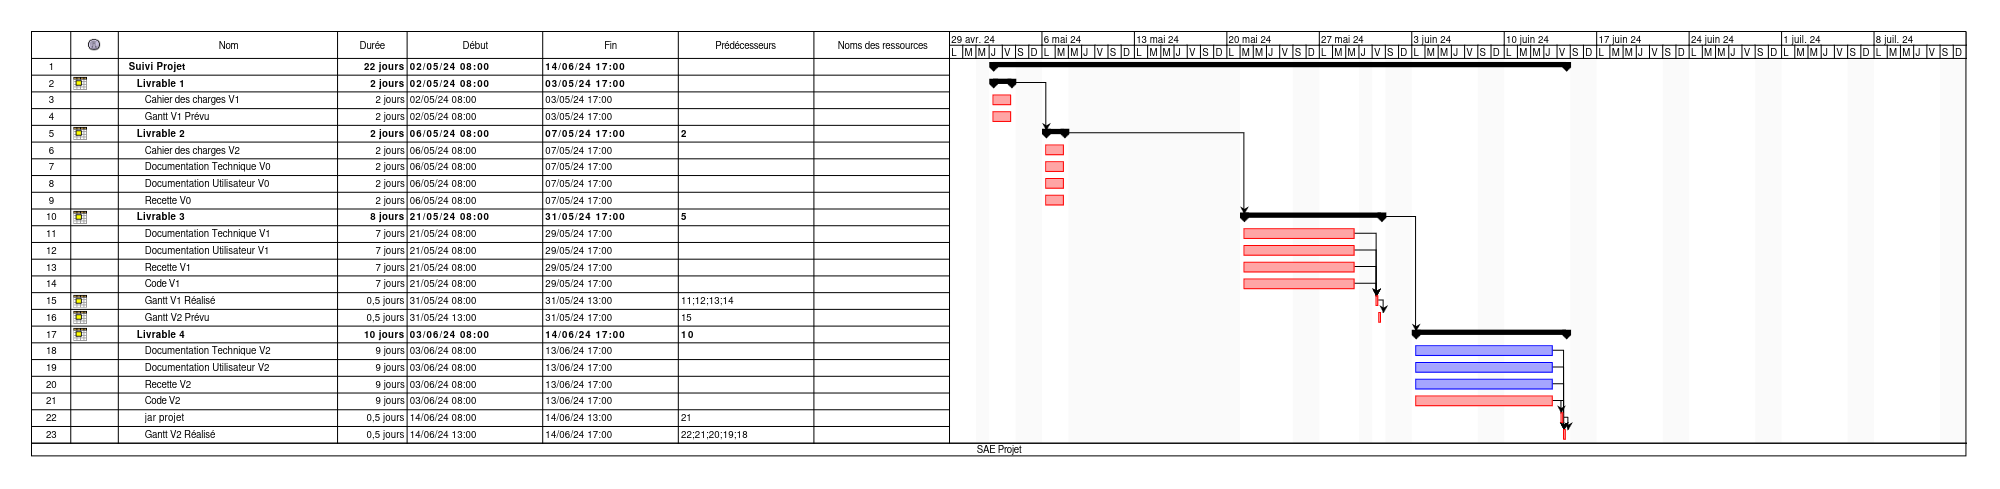 29 avr. 24 6 mai 24 13 mai 24 20 mai 24 27 mai 24 3 juin 24 10 juin 24 17 juin 24 24 juin 24 1 juil. 24 8 juil. 24
Nom Durée Début Fin Prédécesseurs Noms des ressources
L M M J V S D L M M J V S D L M M J V S D L M M J V S D L M M J V S D L M M J V S D L M M J V S D L M M J V S D L M M J V S D L M M J V S D L M M J V S D
1 Suivi Projet 22 jours 02/05/24 08:00 14/06/24 17:00
2 Livrable 1 2 jours 02/05/24 08:00 03/05/24 17:00
3 Cahier des charges V1 2 jours 02/05/24 08:00 03/05/24 17:00
4 Gantt V1 Prévu 2 jours 02/05/24 08:00 03/05/24 17:00
5 Livrable 2 2 jours 06/05/24 08:00 07/05/24 17:00 2
6 Cahier des charges V2 2 jours 06/05/24 08:00 07/05/24 17:00
7 Documentation Technique V0 2 jours 06/05/24 08:00 07/05/24 17:00
8 Documentation Utilisateur V0 2 jours 06/05/24 08:00 07/05/24 17:00
9 Recette V0 2 jours 06/05/24 08:00 07/05/24 17:00
10 Livrable 3 8 jours 21/05/24 08:00 31/05/24 17:00 5
11 Documentation Technique V1 7 jours 21/05/24 08:00 29/05/24 17:00
12 Documentation Utilisateur V1 7 jours 21/05/24 08:00 29/05/24 17:00
13 Recette V1 7 jours 21/05/24 08:00 29/05/24 17:00
14 Code V1 7 jours 21/05/24 08:00 29/05/24 17:00
15 Gantt V1 Réalisé 0,5 jours 31/05/24 08:00 31/05/24 13:00 11;12;13;14
16 Gantt V2 Prévu 0,5 jours 31/05/24 13:00 31/05/24 17:00 15
17 Livrable 4 10 jours 03/06/24 08:00 14/06/24 17:00 10
18 Documentation Technique V2 9 jours 03/06/24 08:00 13/06/24 17:00
19 Documentation Utilisateur V2 9 jours 03/06/24 08:00 13/06/24 17:00
20 Recette V2 9 jours 03/06/24 08:00 13/06/24 17:00
21 Code V2 9 jours 03/06/24 08:00 13/06/24 17:00
22 jar projet 0,5 jours 14/06/24 08:00 14/06/24 13:00 21
23 Gantt V2 Réalisé 0,5 jours 14/06/24 13:00 14/06/24 17:00 22;21;20;19;18
SAE Projet